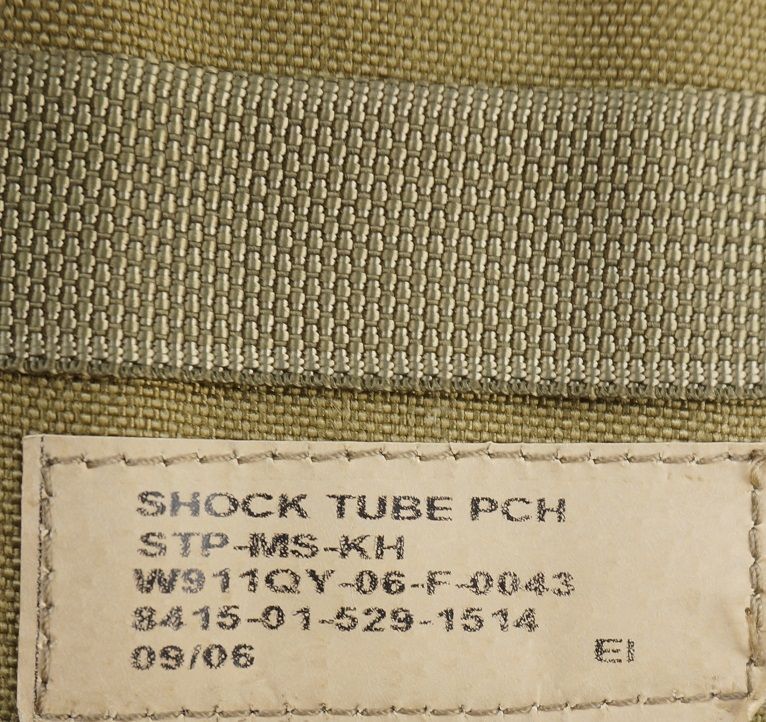 SHOCK TUBE PCH
STP-MS-KH
W911QY-06-F-0043
8415-01-529-1514
09/06 EI